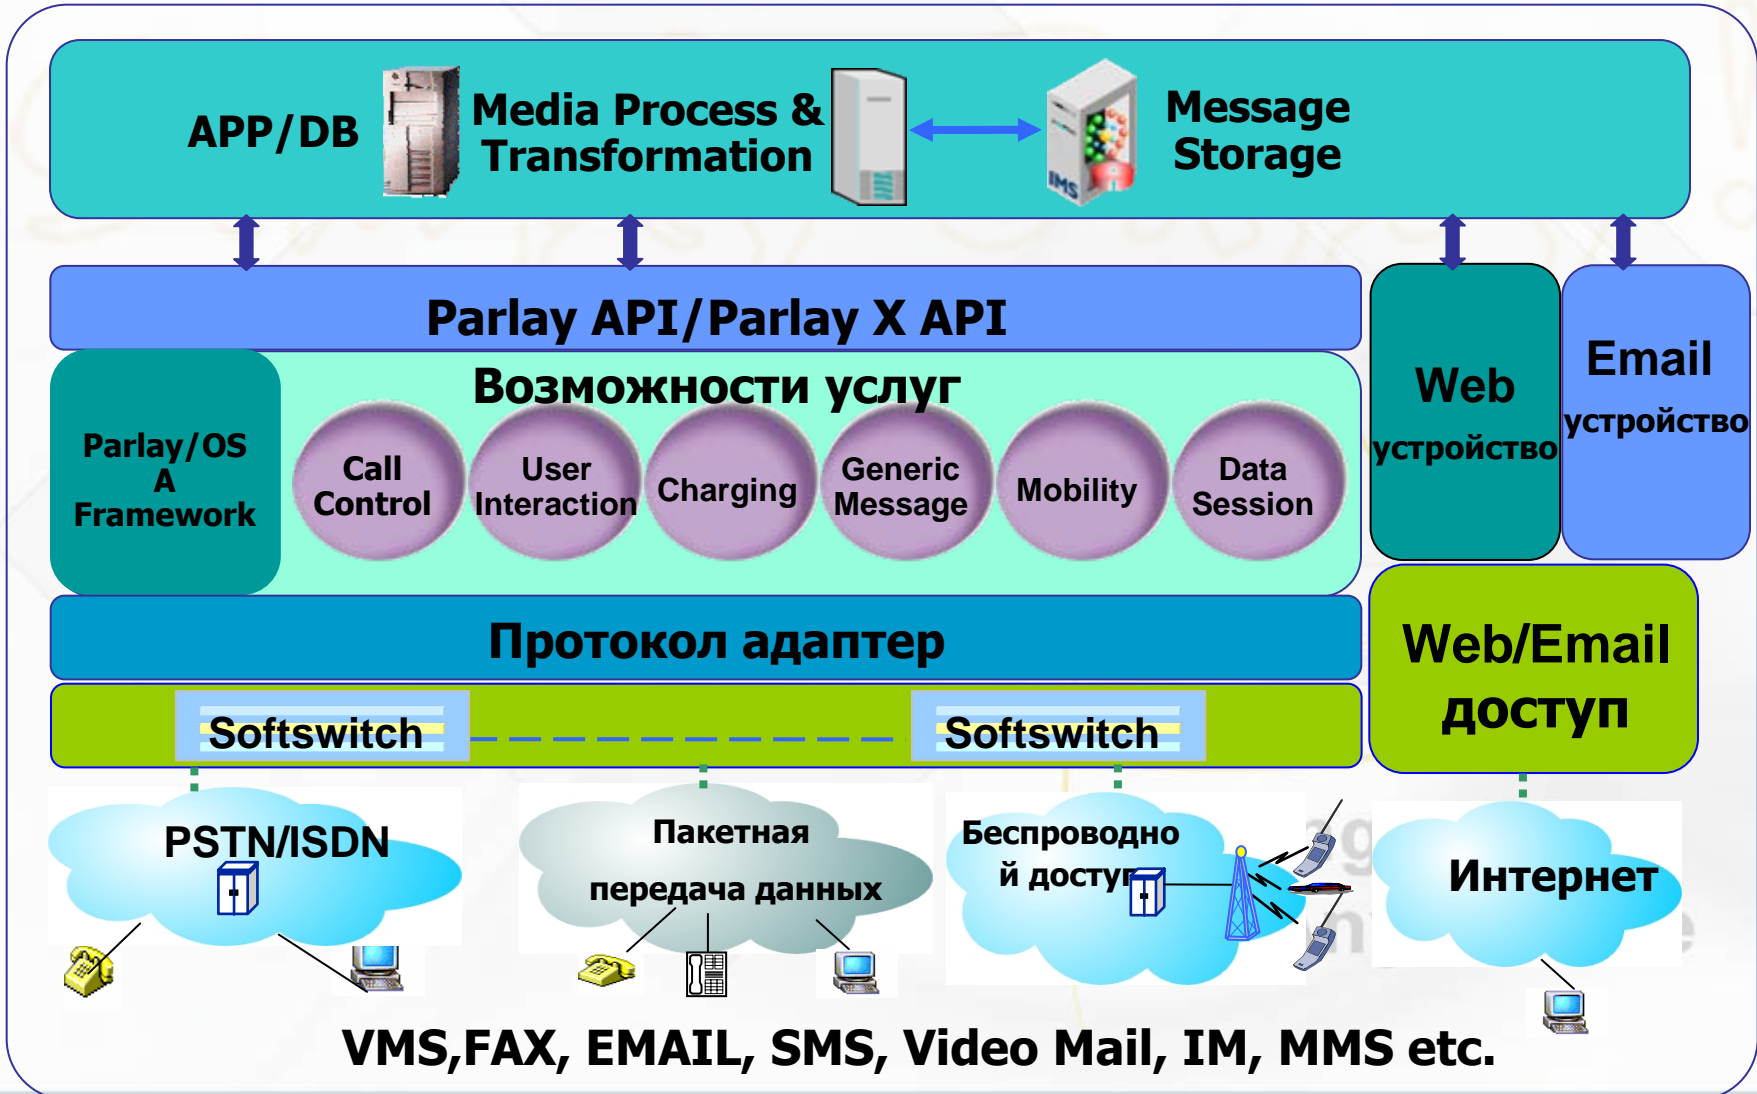 APP/DB
Media Process &
Transformation
IMS
Message
Storage
Parlay API/Parlay X API
Возможности услуг
Parlay/OS
A
Framework
Call
Control
User
Interaction
Charging
Generic
Message
Mobility
Data
Session
Web
устройство
Email
устройство
Протокол адаптер
Web/Email
доступ
Softswitch
Softswitch
PSTN/ISDN
Пакетная
передача данных
Беспроводно
й доступ
Интернет
VMS,FAX, EMAIL, SMS, Video Mail, IM, MMS etc.